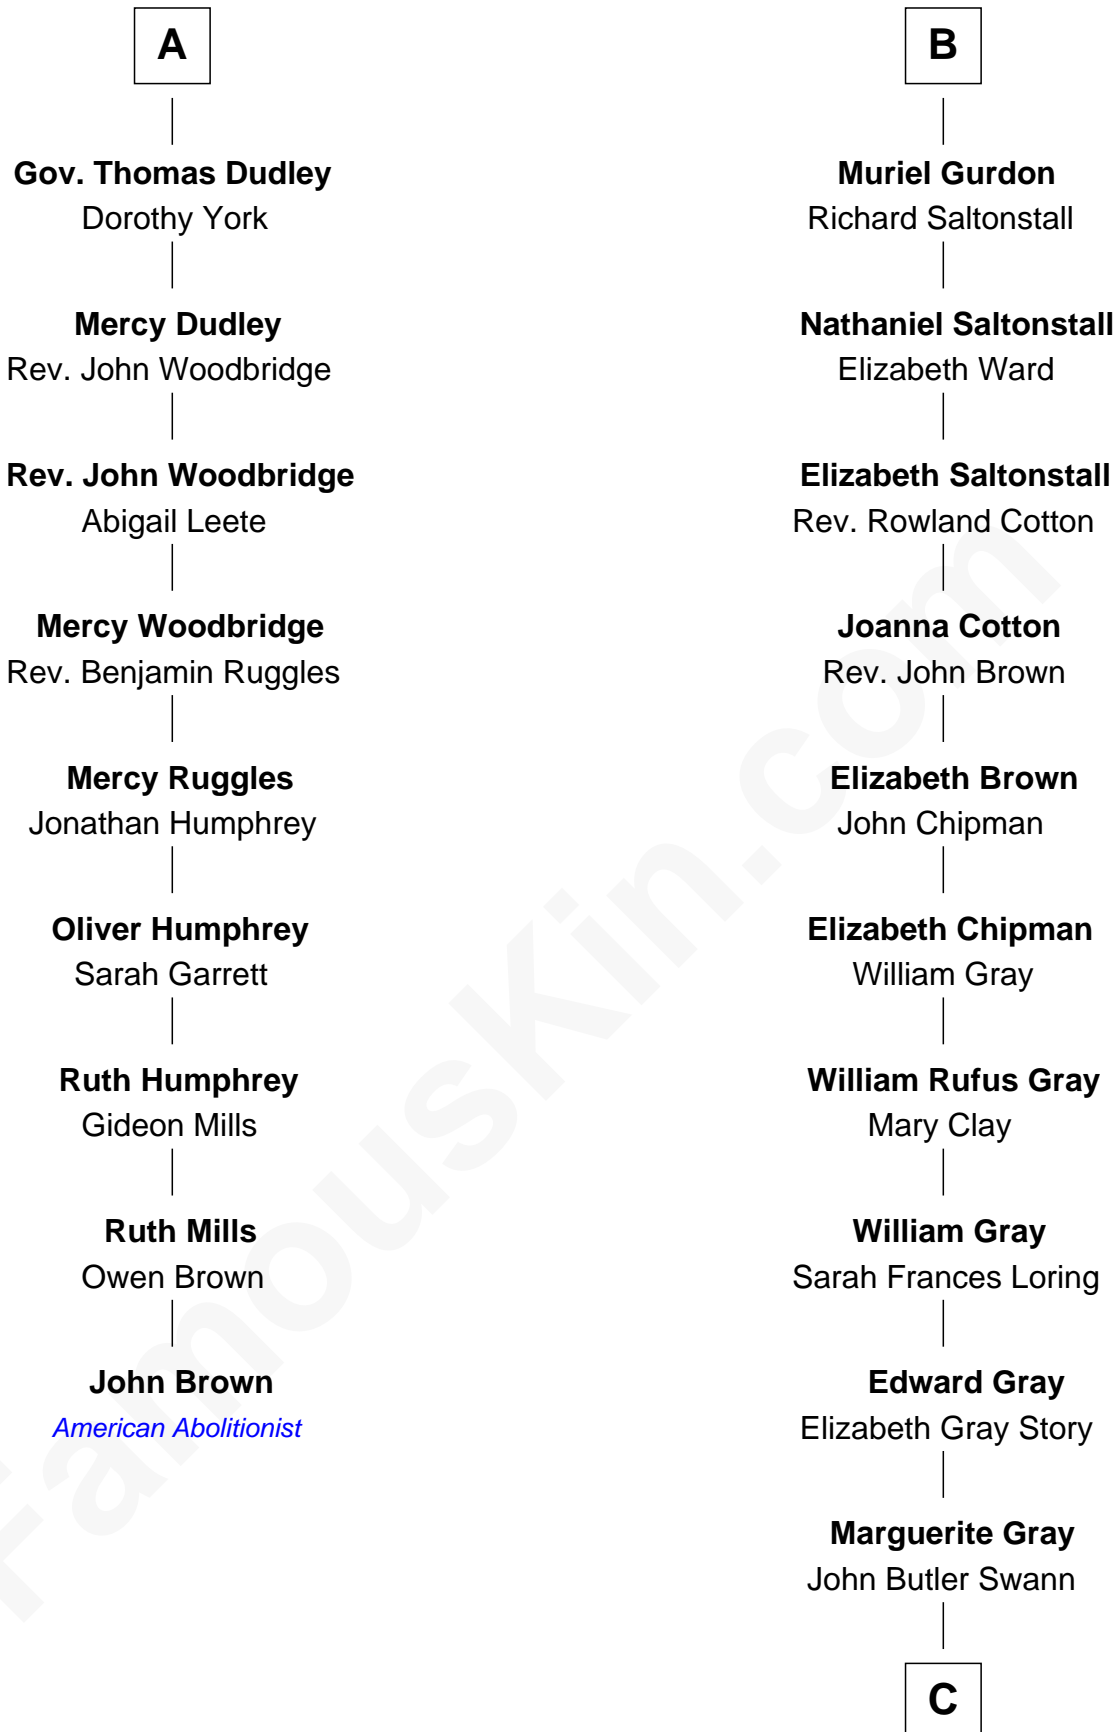 A
Gov. Thomas Dudley
Dorothy York
Mercy Dudley
Rev. John Woodbridge
Rev. John Woodbridge
Abigail Leete
Mercy Woodbridge
Rev. Benjamin Ruggles
Mercy Ruggles
Jonathan Humphrey
Oliver Humphrey
Sarah Garrett
Ruth Humphrey
Gideon Mills
Ruth Mills
Owen Brown
John Brown
American Abolitionist
B
Muriel Gurdon
Richard Saltonstall
Nathaniel Saltonstall
Elizabeth Ward
Elizabeth Saltonstall
Rev. Rowland Cotton
Joanna Cotton
Rev. John Brown
Elizabeth Brown
John Chipman
Elizabeth Chipman
William Gray
William Rufus Gray
Mary Clay
William Gray
Sarah Frances Loring
Edward Gray
Elizabeth Gray Story
Marguerite Gray
John Butler Swann
C
FamousKin.com